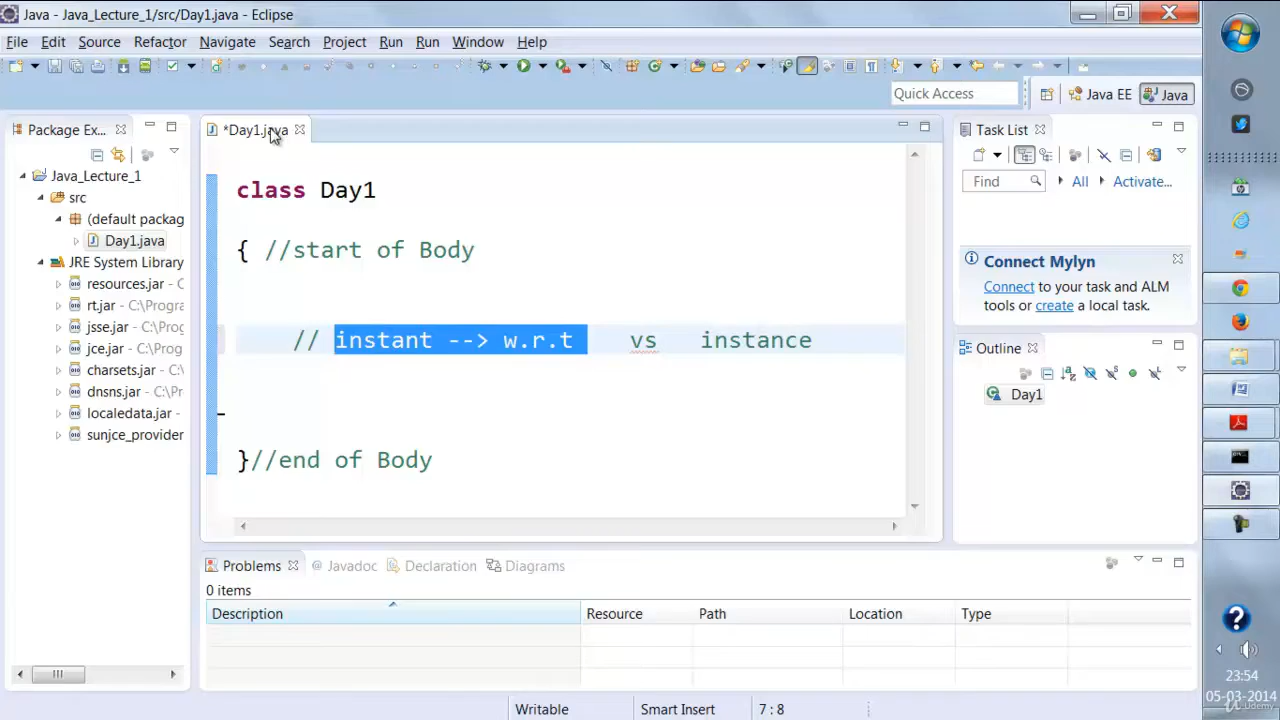 Java - Java_Lecture_1/src/Day1.java - Eclipse
File Edit Source Refactor Navigate Search Project Run Run Window Help
Quick Access
Java EE
Java
Package Ex...
Java_Lecture_1
src
(default packag
Day1.java
JRE System Library
resources.jar - C
rt.jar - C:\Progra
jsse.jar - C:\Prog
jce.jar - C:\Progr
charsets.jar - C:
dnsns.jar - C:\P
localedata.jar -
sunjce_provider
*Day1.java
class Day1
{ //start of Body
// instant --> w.r.t vs instance
}//end of Body
Task List
Find
All
Activate...
Connect Mylyn
Connect to your task and ALM
tools or create a local task.
Outline
Day1
Problems @ Javadoc Declaration Diagrams
0 items
Description Resource Path Location Type
Writable Smart Insert 7 : 8
23:54
05-03-2014
Udemy